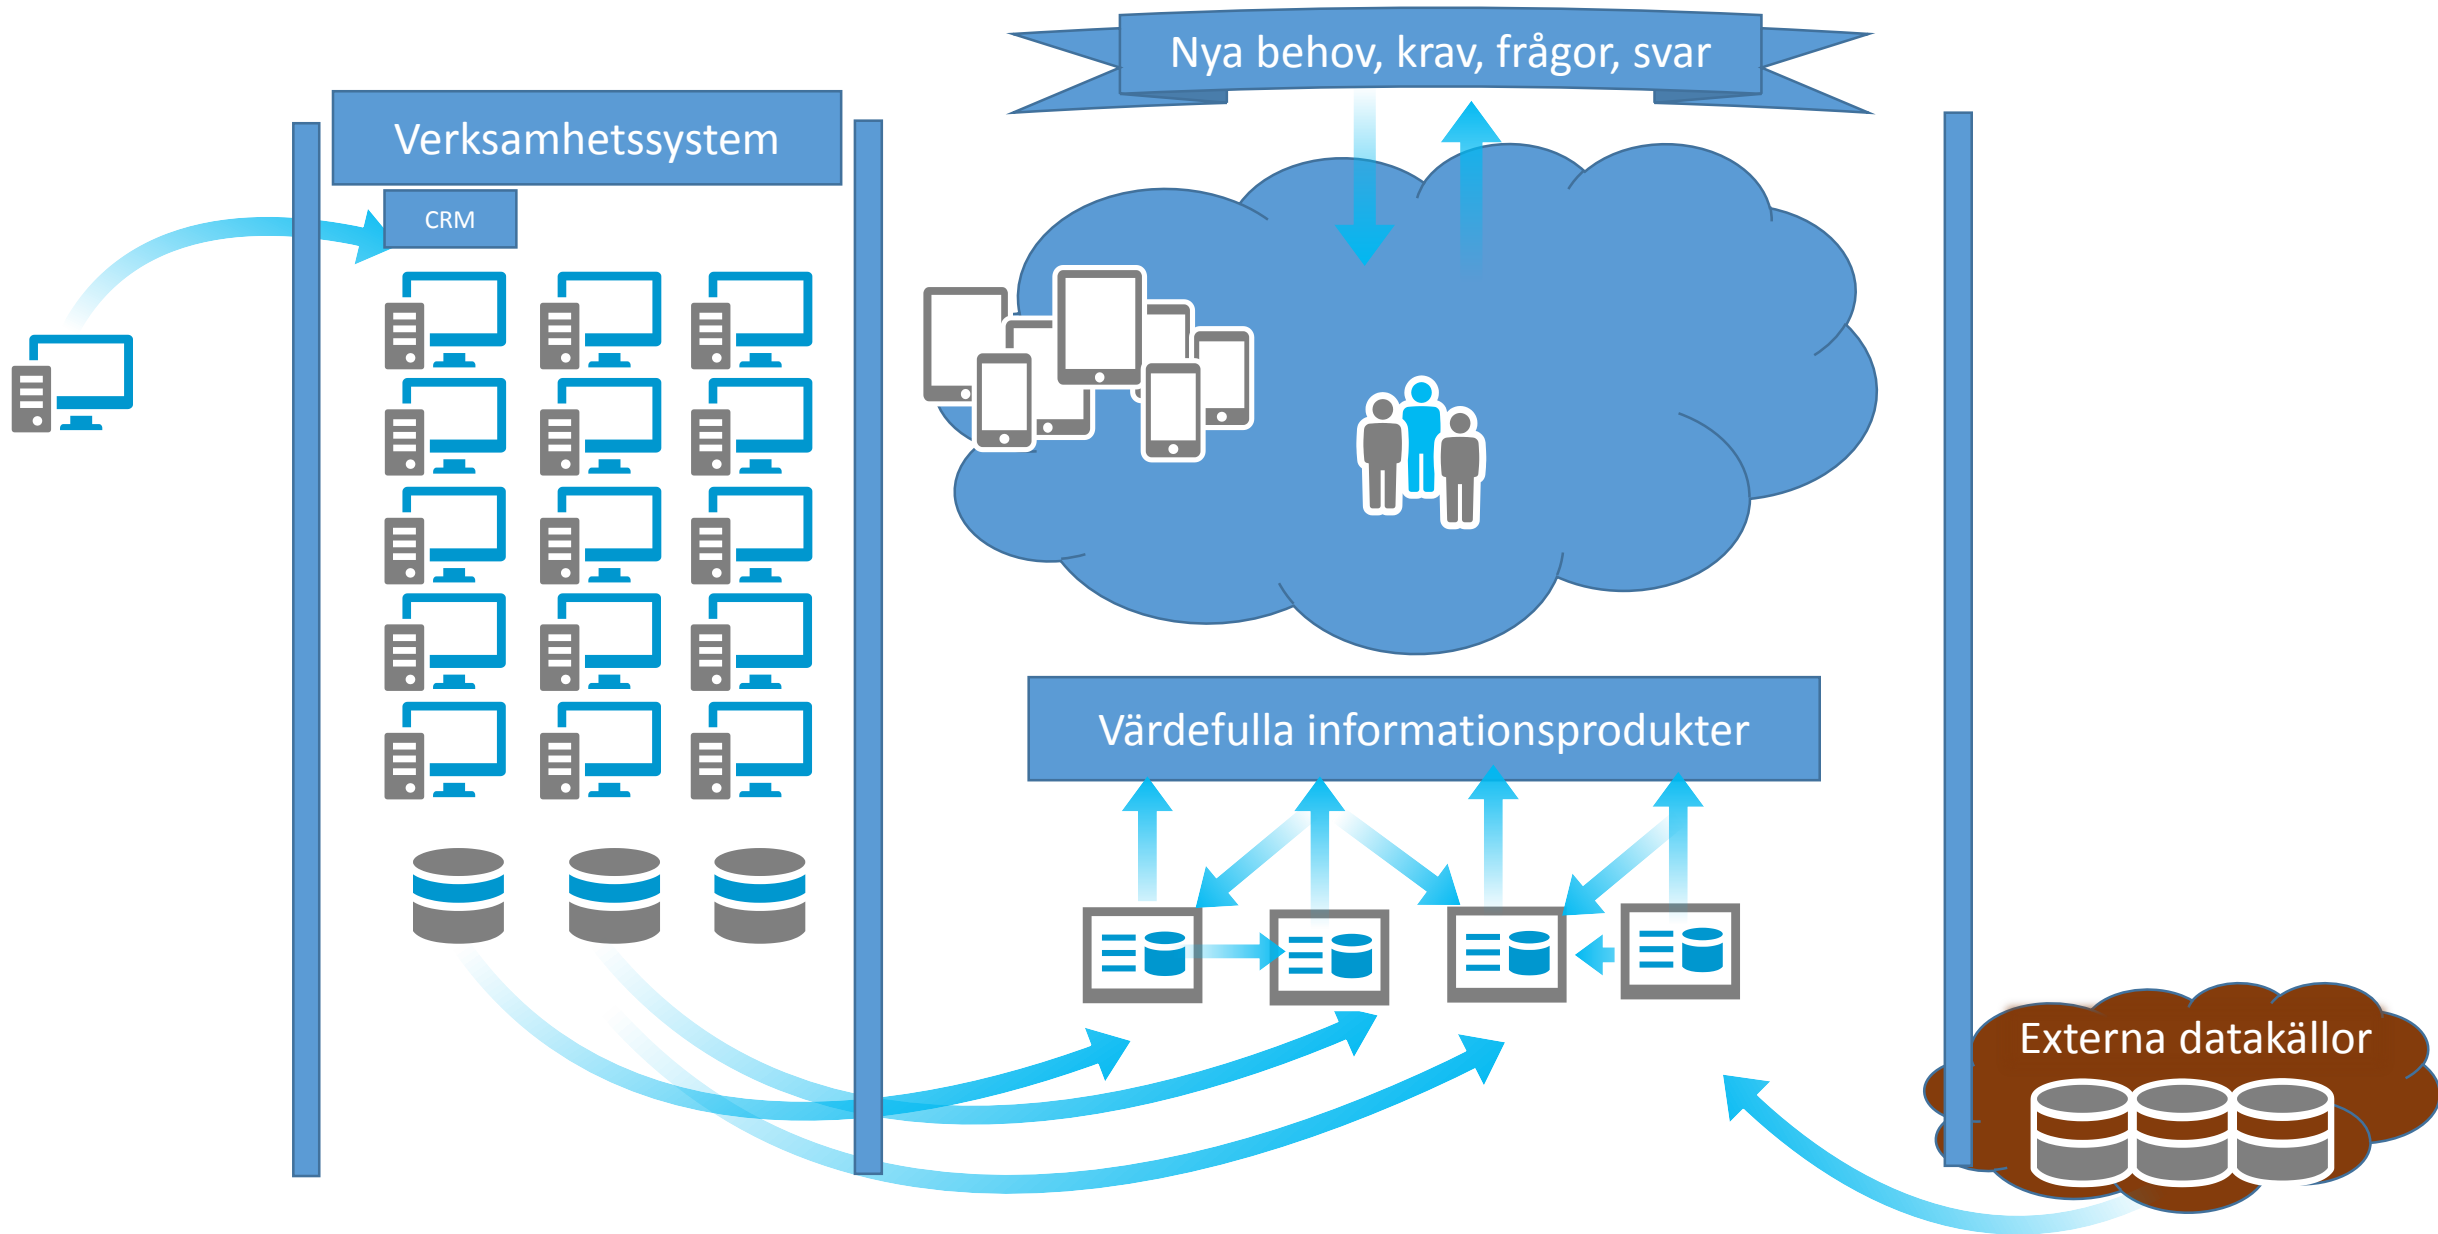 Nya behov, krav, frågor, svar
Verksamhetssystem
CRM
Värdefulla informationsprodukter
Externa datakällor